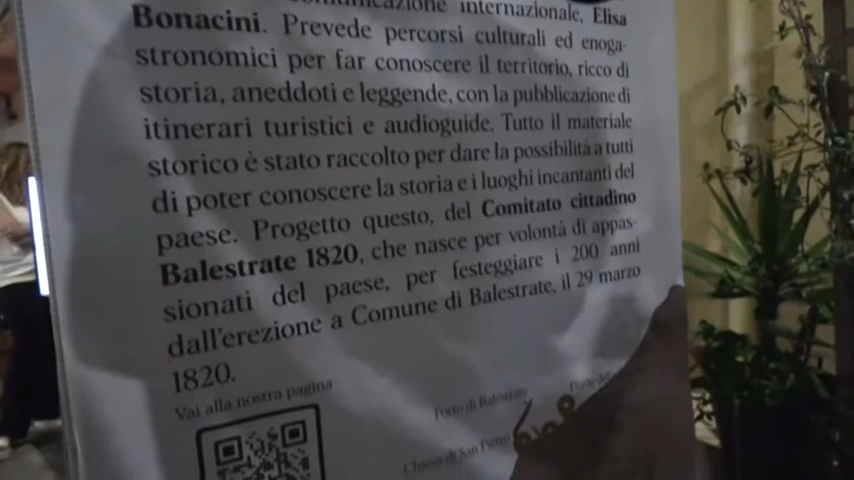 comunicazione internazionale, Elisa
Bonacini. Prevede percorsi culturali ed enoga-
stronomici per far conoscere il territorio, ricco di
storia, aneddoti e leggende, con la pubblicazione di
itinerari turistici e audioguide. Tutto il materiale
storico è stato raccolto per dare la possibilitá a tutti
di poter conoscere la storia e i luoghi incantanti del
paese. Progetto questo, del Comitato cittadino
Balestrate 1820, che nasce per volontá di appas-
sionati del paese, per festeggiare i 200 anni
dall'erezione a Comune di Balestrate, il 29 marzo
1820.
Vai alla nostra pagina
Porto di Balestrate
Chiesa di San Pietro